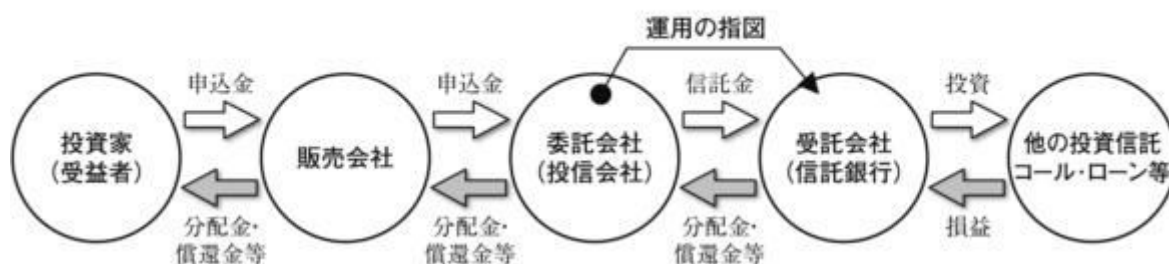 運用の指図
申込金
申込金
信託金
投資
投資家
(受益者)
販売会社
委託会社
(投信会社)
受託会社
(信託銀行)
他の投資信託
コール・ローン等
分配金・
償還金等
分配金・
償還金等
分配金・
償還金等
損益